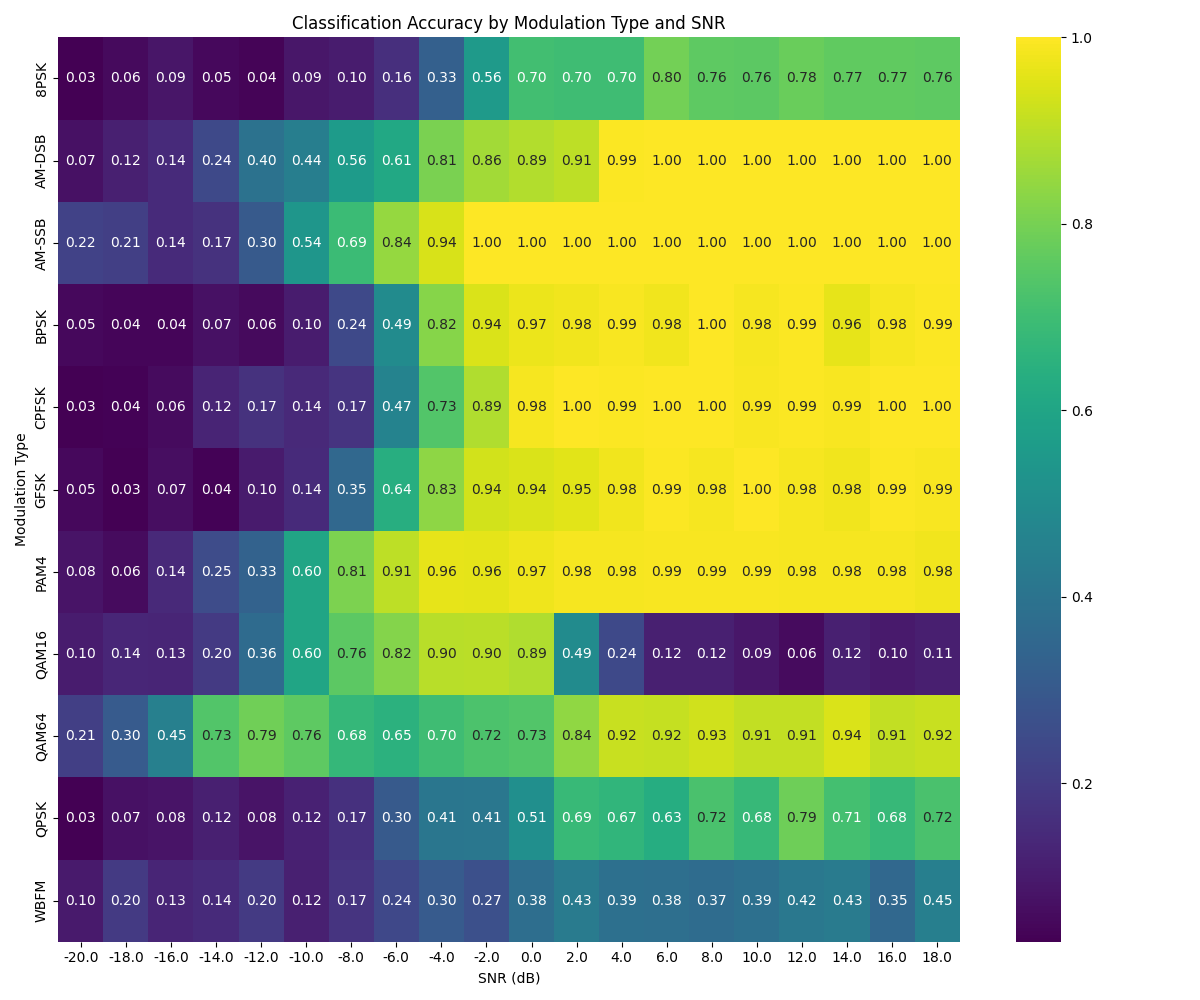 Classification Accuracy by Modulation Type and SNR
8PSK 0.03 0.06 0.09 0.05 0.04 0.09 0.10 0.16 0.33 0.56 0.70 0.70 0.70 0.80 0.76 0.76 0.78 0.77 0.77 0.76
AM-DSB 0.07 0.12 0.14 0.24 0.40 0.44 0.56 0.61 0.81 0.86 0.89 0.91 0.99 1.00 1.00 1.00 1.00 1.00 1.00 1.00
AM-SSB 0.22 0.21 0.14 0.17 0.30 0.54 0.69 0.84 0.94 1.00 1.00 1.00 1.00 1.00 1.00 1.00 1.00 1.00 1.00 1.00
BPSK 0.05 0.04 0.04 0.07 0.06 0.10 0.24 0.49 0.82 0.94 0.97 0.98 0.99 0.98 1.00 0.98 0.99 0.96 0.98 0.99
CPFSK 0.03 0.04 0.06 0.12 0.17 0.14 0.17 0.47 0.73 0.89 0.98 1.00 0.99 1.00 1.00 0.99 0.99 0.99 1.00 1.00
GFSK 0.05 0.03 0.07 0.04 0.10 0.14 0.35 0.64 0.83 0.94 0.94 0.95 0.98 0.99 0.98 1.00 0.98 0.98 0.99 0.99
PAM4 0.08 0.06 0.14 0.25 0.33 0.60 0.81 0.91 0.96 0.96 0.97 0.98 0.98 0.99 0.99 0.99 0.98 0.98 0.98 0.98
QAM16 0.10 0.14 0.13 0.20 0.36 0.60 0.76 0.82 0.90 0.90 0.89 0.49 0.24 0.12 0.12 0.09 0.06 0.12 0.10 0.11
QAM64 0.21 0.30 0.45 0.73 0.79 0.76 0.68 0.65 0.70 0.72 0.73 0.84 0.92 0.92 0.93 0.91 0.91 0.94 0.91 0.92
QPSK 0.03 0.07 0.08 0.12 0.08 0.12 0.17 0.30 0.41 0.41 0.51 0.69 0.67 0.63 0.72 0.68 0.79 0.71 0.68 0.72
WBFM 0.10 0.20 0.13 0.14 0.20 0.12 0.17 0.24 0.30 0.27 0.38 0.43 0.39 0.38 0.37 0.39 0.42 0.43 0.35 0.45
-20.0 -18.0 -16.0 -14.0 -12.0 -10.0 -8.0 -6.0 -4.0 -2.0 0.0 2.0 4.0 6.0 8.0 10.0 12.0 14.0 16.0 18.0
SNR (dB)
Modulation Type
1.0
0.8
0.6
0.4
0.2